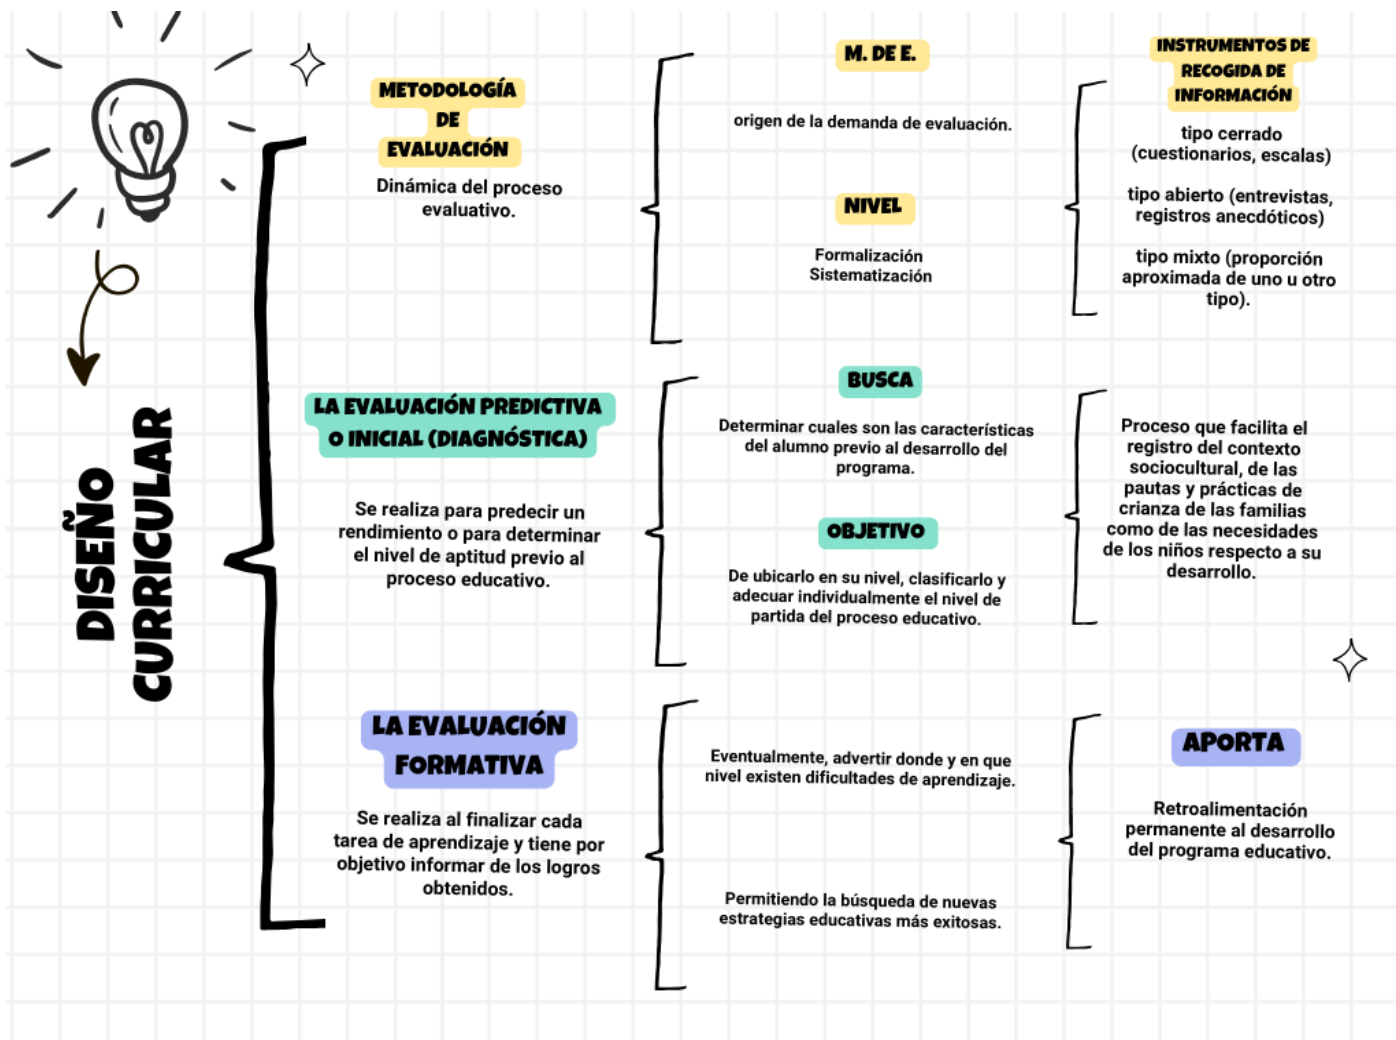 DISEÑO
CURRICULAR
METODOLOGÍA
DE
EVALUACIÓN
Dinámica del proceso
evaluativo.
M. DE E.
origen de la demanda de evaluación.
NIVEL
Formalización
Sistematización
INSTRUMENTOS DE
RECOGIDA DE
INFORMACIÓN
tipo cerrado
(cuestionarios, escalas)
tipo abierto (entrevistas,
registros anecdóticos)
tipo mixto (proporción
aproximada de uno u otro
tipo).
LA EVALUACIÓN PREDICTIVA
O INICIAL (DIAGNÓSTICA)
Se realiza para predecir un
rendimiento o para determinar
el nivel de aptitud previo al
proceso educativo.
BUSCA
Determinar cuales son las características
del alumno previo al desarrollo del
programa.
OBJETIVO
De ubicarlo en su nivel, clasificarlo y
adecuar individualmente el nivel de
partida del proceso educativo.
Proceso que facilita el
registro del contexto
sociocultural, de las
pautas y prácticas de
crianza de las familias
como de las necesidades
de los niños respecto a su
desarrollo.
LA EVALUACIÓN
FORMATIVA
Se realiza al finalizar cada
tarea de aprendizaje y tiene por
objetivo informar de los logros
obtenidos.
Eventualmente, advertir donde y en que
nivel existen dificultades de aprendizaje.
Permitiendo la búsqueda de nuevas
estrategias educativas más exitosas.
APORTA
Retroalimentación
permanente al desarrollo
del programa educativo.